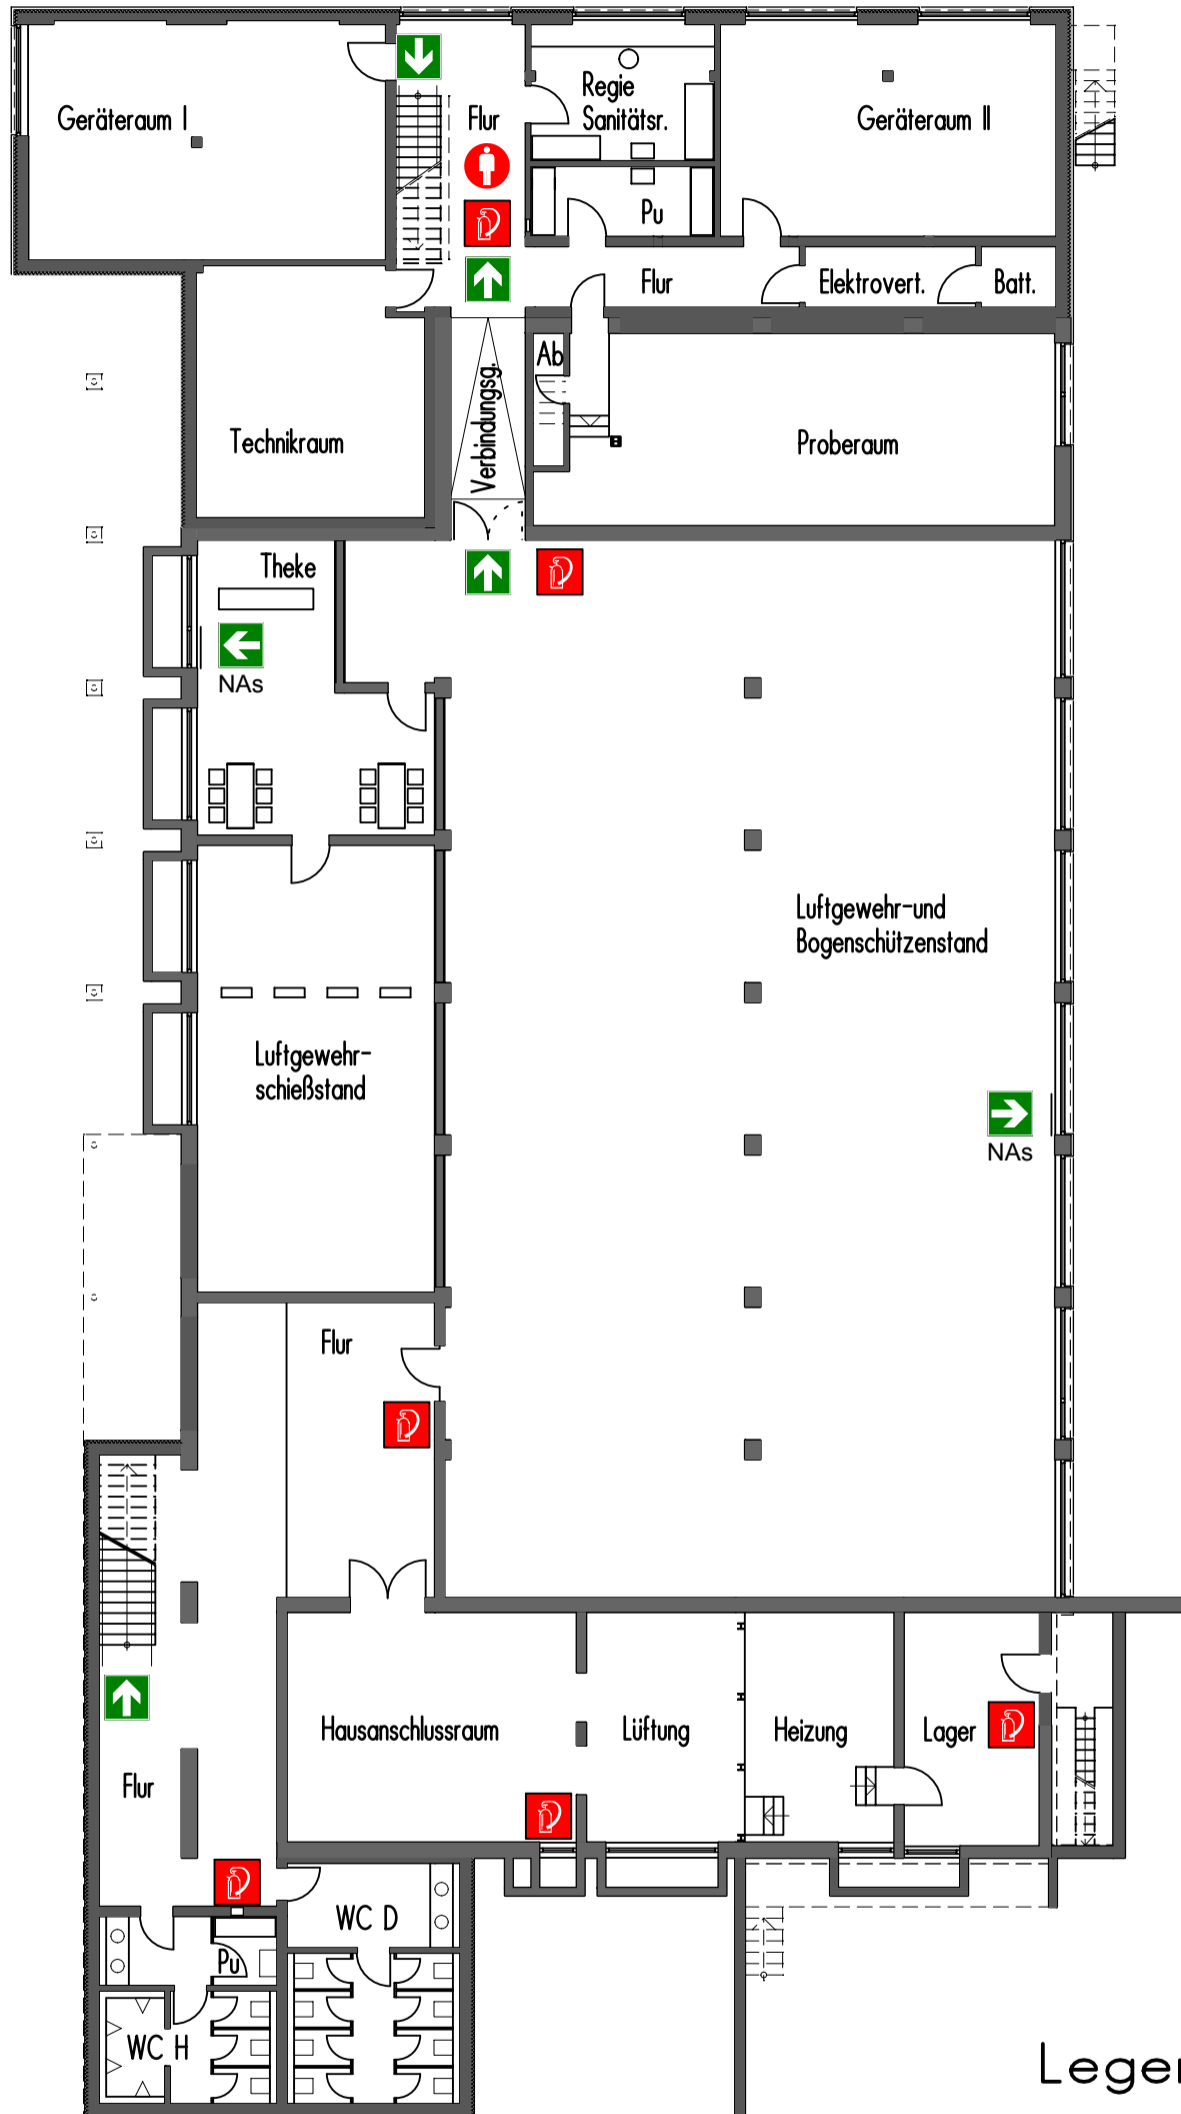 Geräteraum I
Flur
Regie
Sanitätsr.
Geräteraum II
Pu
Flur
Elektrovert.
Batt.
Ab
Verbindungsg.
Technikraum
Proberaum
Theke
NAs
Luftgewehr-und
Bogenschützenstand
Luftgewehr-
schießstand
NAs
Flur
Hausanschlussraum
Lüftung
Heizung
Lager
Flur
WC D
Pu
WC H
Legen